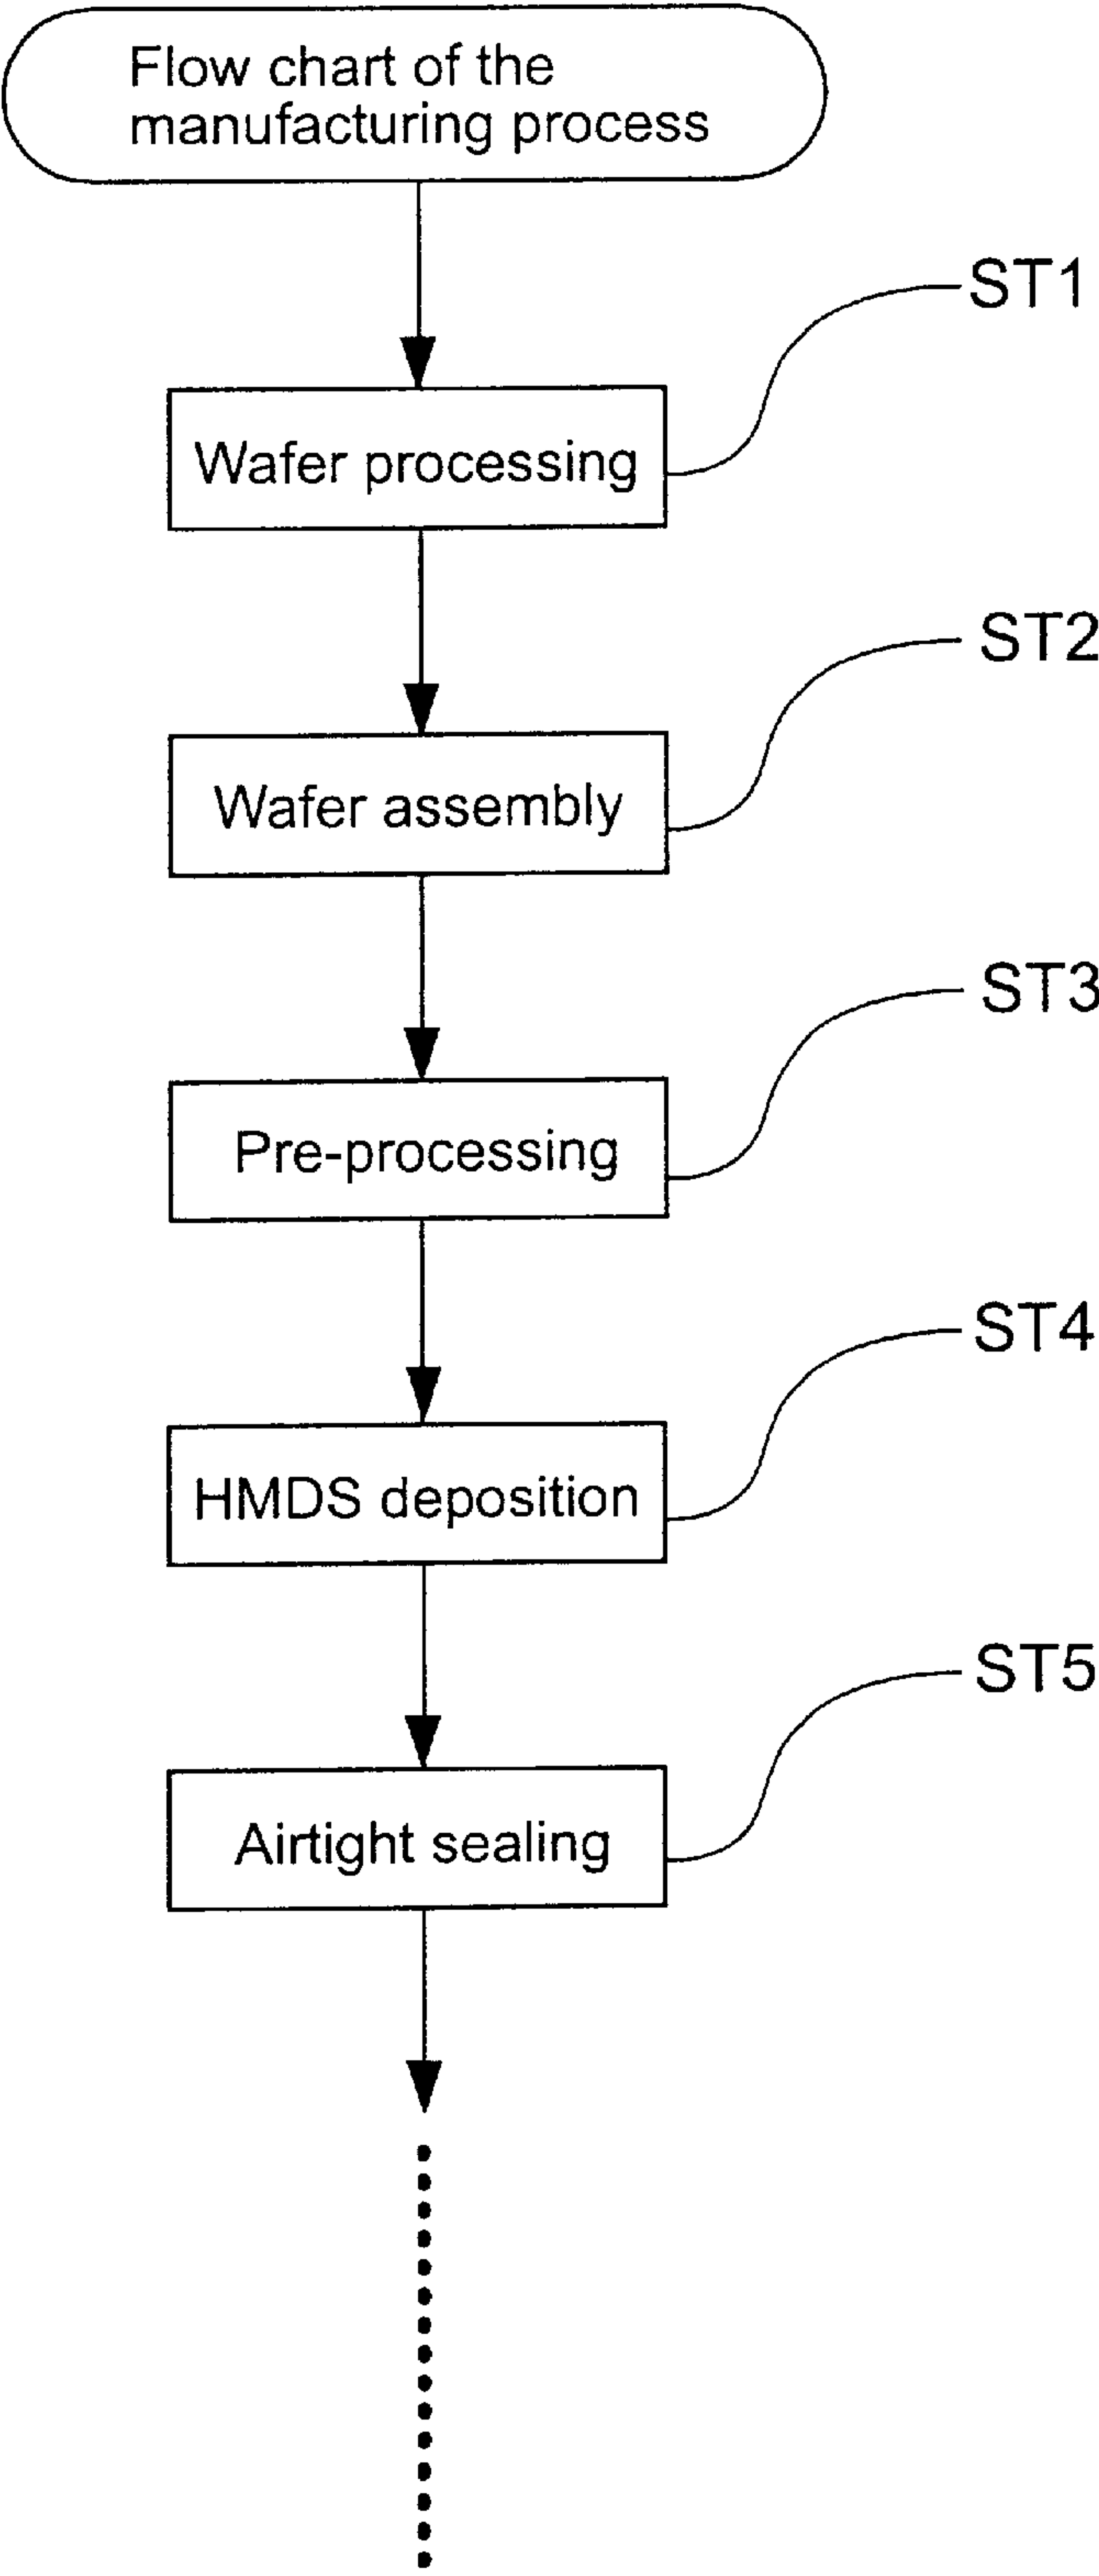 Flow chart of the
manufacturing process
ST1
Wafer processing
ST2
Wafer assembly
ST3
Pre-processing
ST4
HMDS deposition
ST5
Airtight sealing